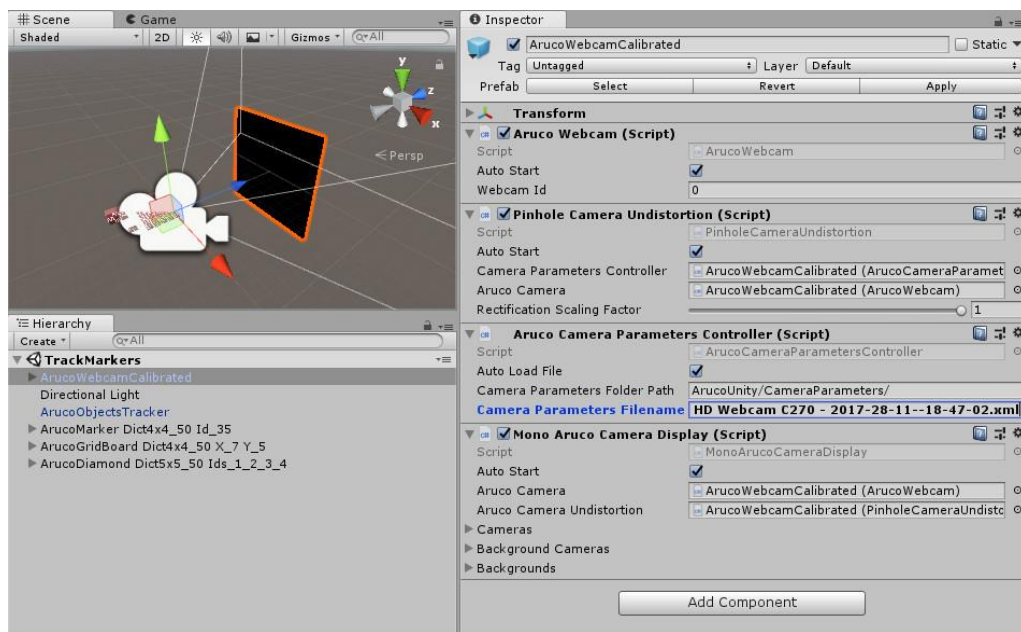 # Scene
Game
Shaded
2D
Gizmos
All
y
z
x
Persp
Hierarchy
Create
All
TrackMarkers
ArucoWebcamCalibrated
Directional Light
ArucoObjectsTracker
ArucoMarker Dict4x4_50 Id_35
ArucoGridBoard Dict4x4_50 X_7 Y_5
ArucoDiamond Dict5x5_50 Ids_1_2_3_4
Inspector
ArucoWebcamCalibrated Static
Tag Untagged Layer Default
Prefab Select Revert Apply
Transform
Aruco Webcam (Script)
Script ArucoWebcam
Auto Start
Webcam Id 0
Pinhole Camera Undistortion (Script)
Script PinholeCameraUndistortion
Auto Start
Camera Parameters Controller ArucoWebcamCalibrated (ArucoCameraParamet
Aruco Camera ArucoWebcamCalibrated (ArucoWebcam)
Rectification Scaling Factor 1
Aruco Camera Parameters Controller (Script)
Script ArucoCameraParametersController
Auto Load File
Camera Parameters Folder Path ArucoUnity/CameraParameters/
Camera Parameters Filename HD Webcam C270 - 2017-28-11--18-47-02.xml
Mono Aruco Camera Display (Script)
Script MonoArucoCameraDisplay
Auto Start
Aruco Camera ArucoWebcamCalibrated (ArucoWebcam)
Aruco Camera Undistortion ArucoWebcamCalibrated (PinholeCameraUndistc
Cameras
Background Cameras
Backgrounds
Add Component